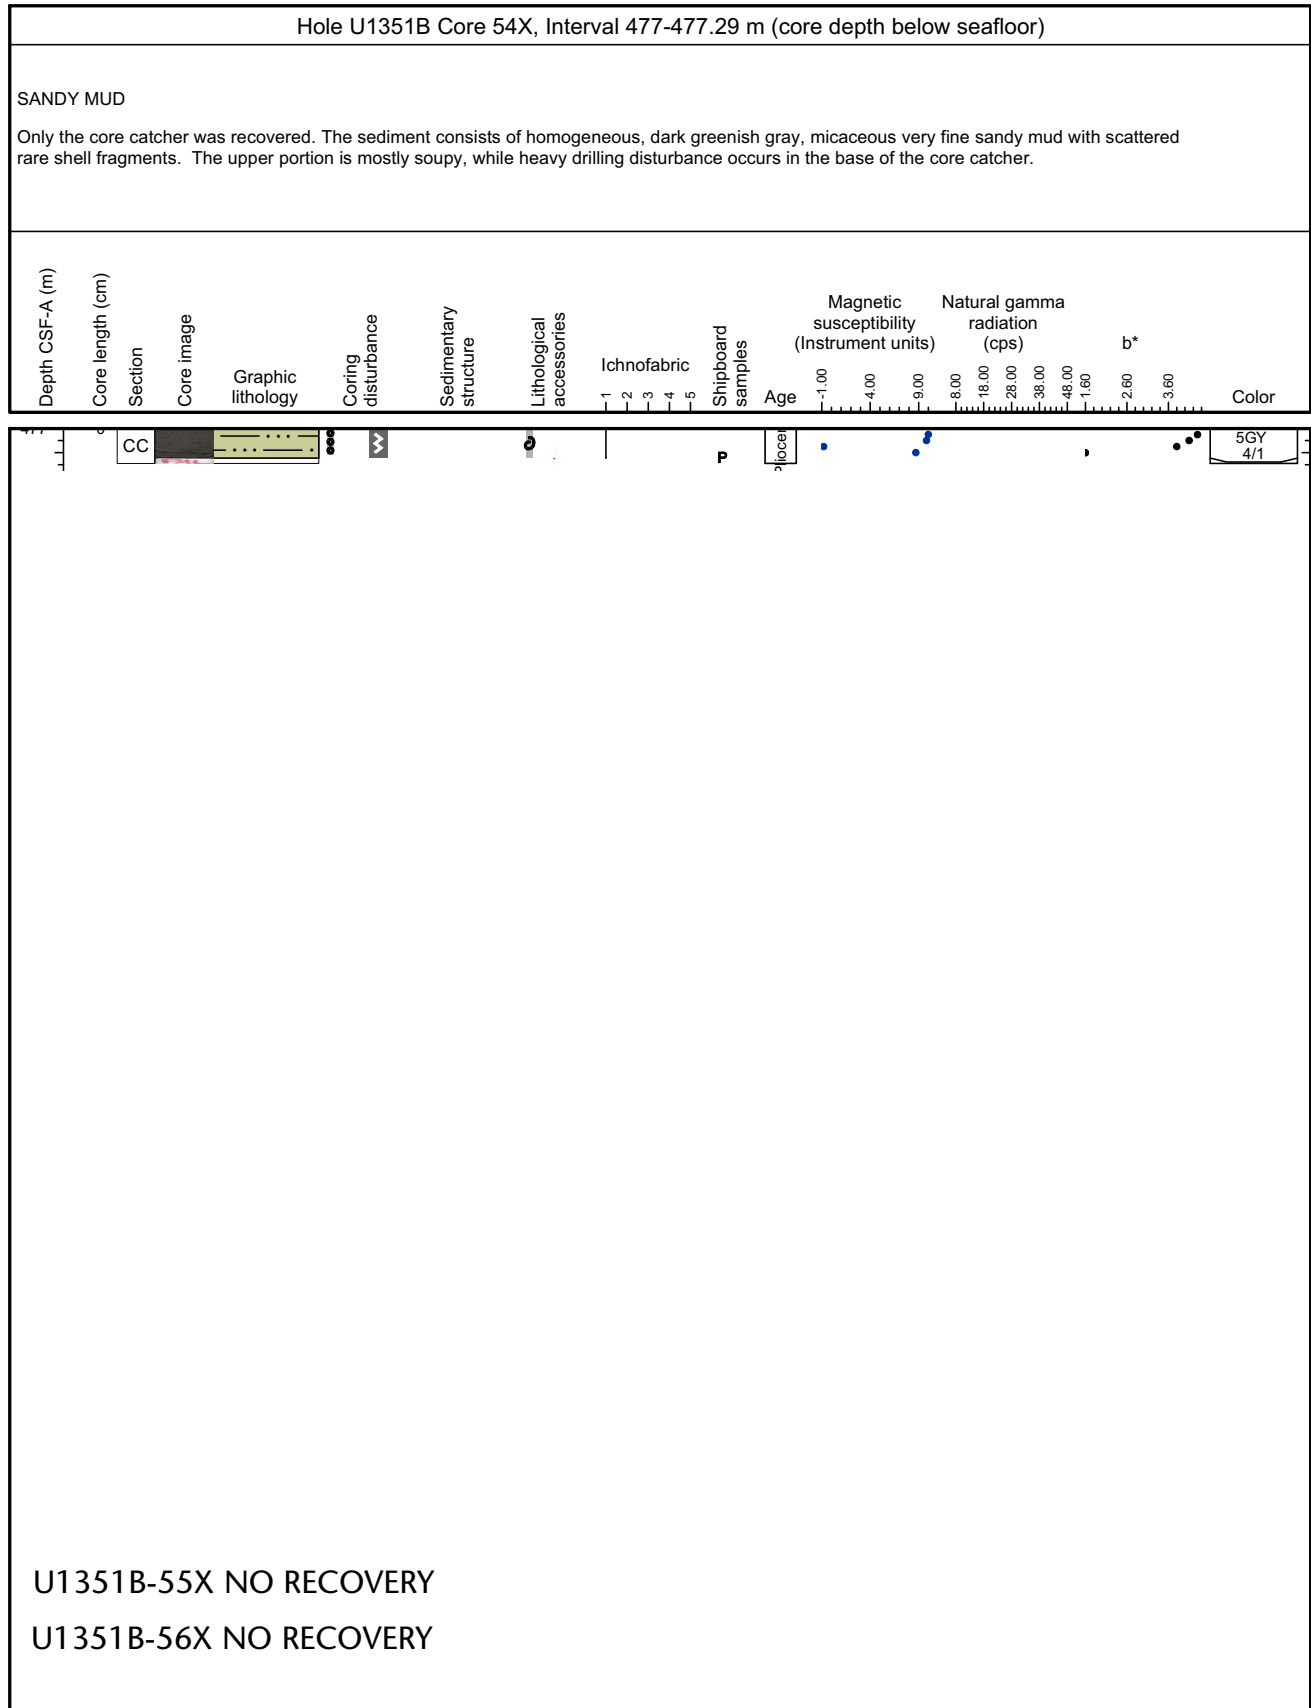 Hole U1351B Core 54X, Interval 477-477.29 m (core depth below seafloor)
SANDY MUD
Only the core catcher was recovered. The sediment consists of homogeneous, dark greenish gray, micaceous very fine sandy mud with scattered
rare shell fragments. The upper portion is mostly soupy, while heavy drilling disturbance occurs in the base of the core catcher.
Depth CSF-A (m)
Core length (cm)
Section
Core image
Graphic
lithology
Coring
disturbance
Sedimentary
structure
Lithological
accessories
Ichnofabric
1
2
3
4
5
Shipboard
samples
Age
Magnetic
susceptibility
(Instrument units)
-1.00
4.00
9.00
Natural gamma
radiation
(cps)
8.00
18.00
28.00
38.00
48.00
b*
1.60
2.60
3.60
Color
CC
P
5GY
4/1
U1351B-55X NO RECOVERY
U1351B-56X NO RECOVERY